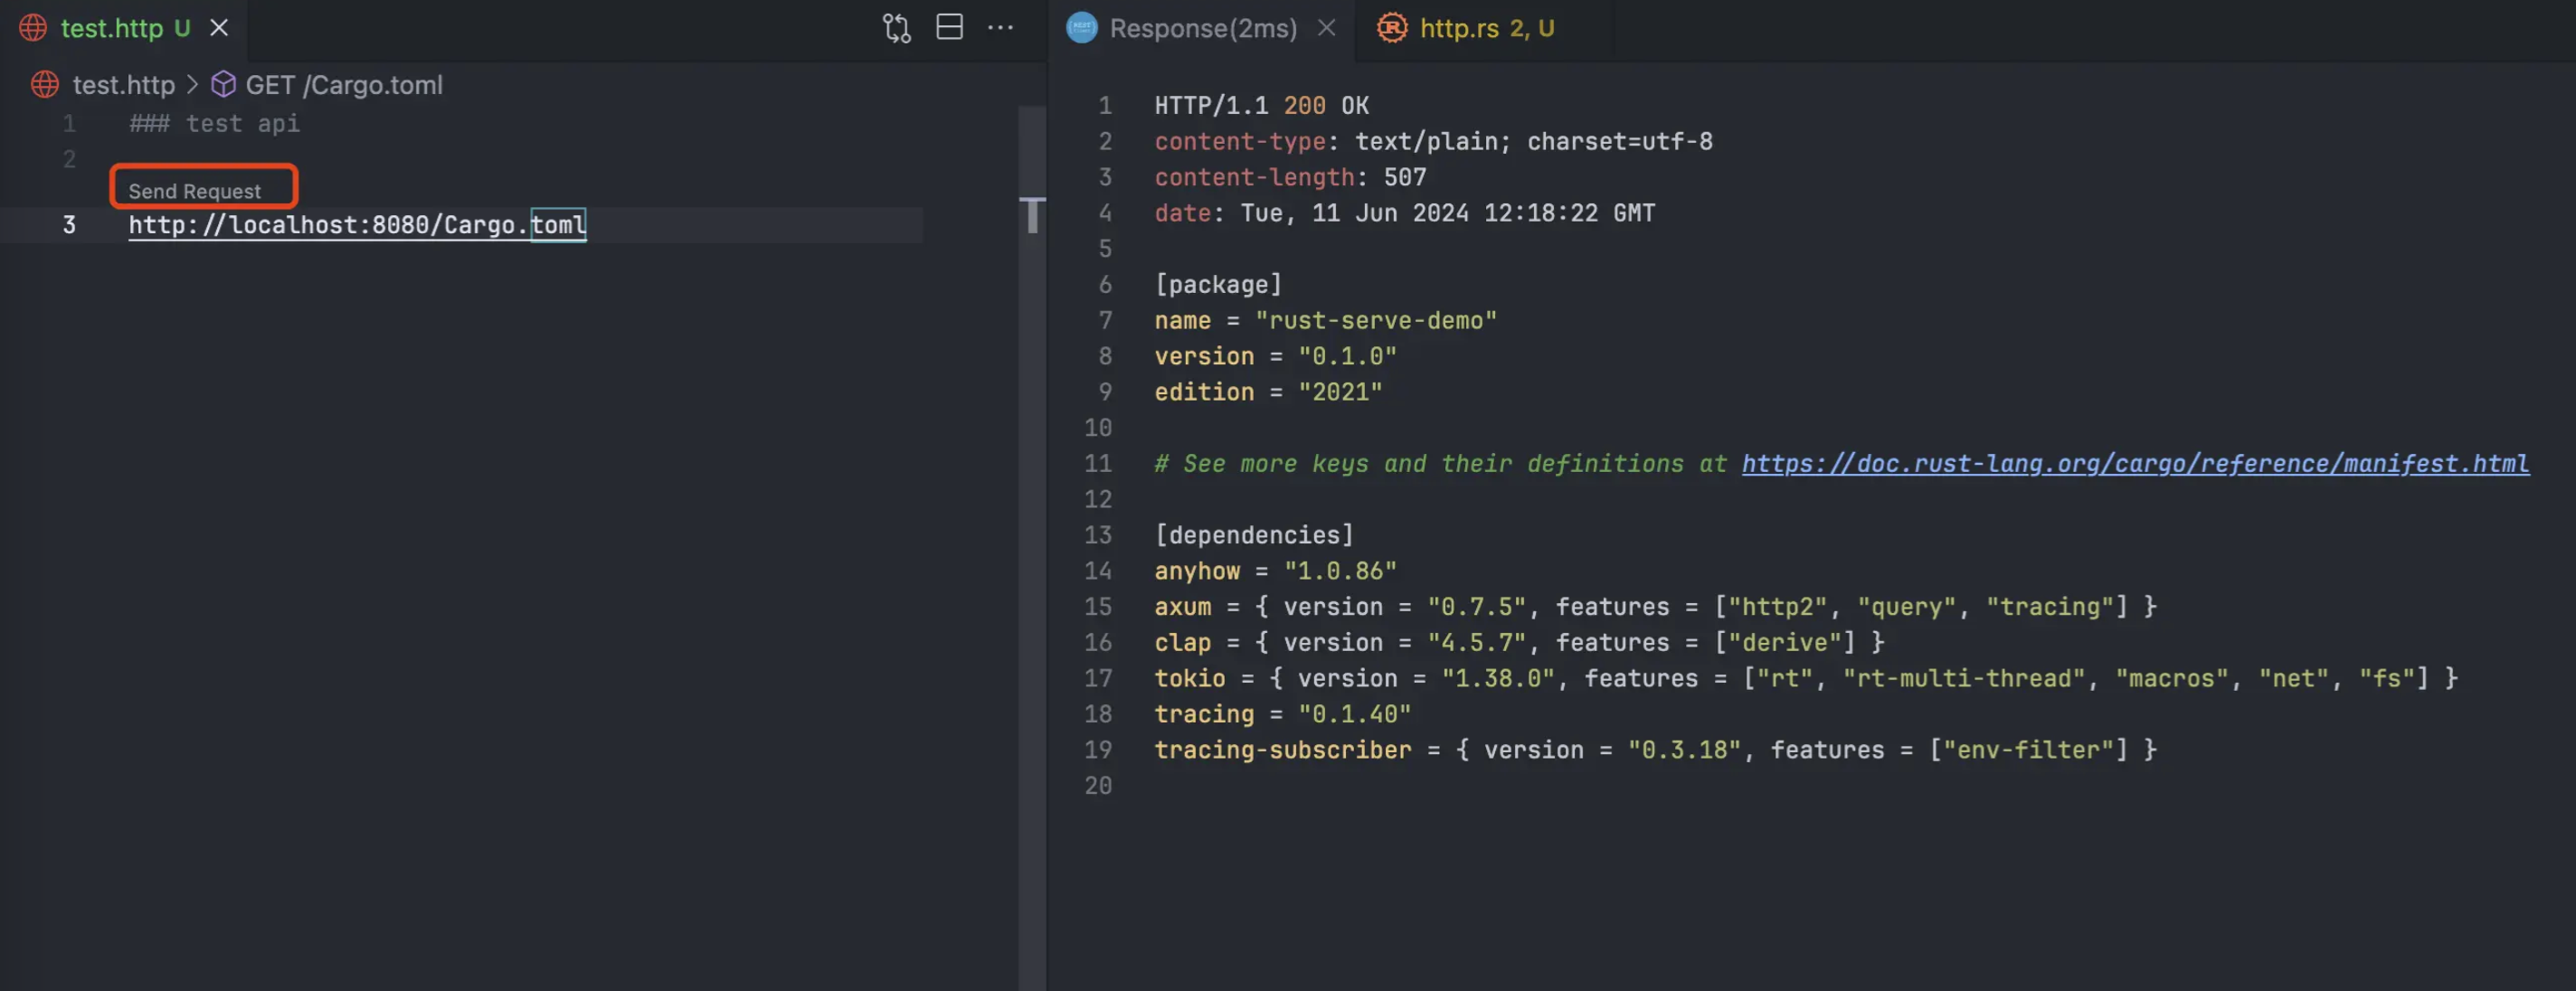 test.http U
test.http > GET /Cargo.toml
1 ### test api
2
Send Request
3 http://localhost:8080/Cargo.toml
Response(2ms)
http.rs 2, U
1 HTTP/1.1 200 OK
2 content-type: text/plain; charset=utf-8
3 content-length: 507
4 date: Tue, 11 Jun 2024 12:18:22 GMT
5
6 [package]
7 name = "rust-serve-demo"
8 version = "0.1.0"
9 edition = "2021"
10
11 # See more keys and their definitions at https://doc.rust-lang.org/cargo/reference/manifest.html
12
13 [dependencies]
14 anyhow = "1.0.86"
15 axum = { version = "0.7.5", features = ["http2", "query", "tracing"] }
16 clap = { version = "4.5.7", features = ["derive"] }
17 tokio = { version = "1.38.0", features = ["rt", "rt-multi-thread", "macros", "net", "fs"] }
18 tracing = "0.1.40"
19 tracing-subscriber = { version = "0.3.18", features = ["env-filter"] }
20